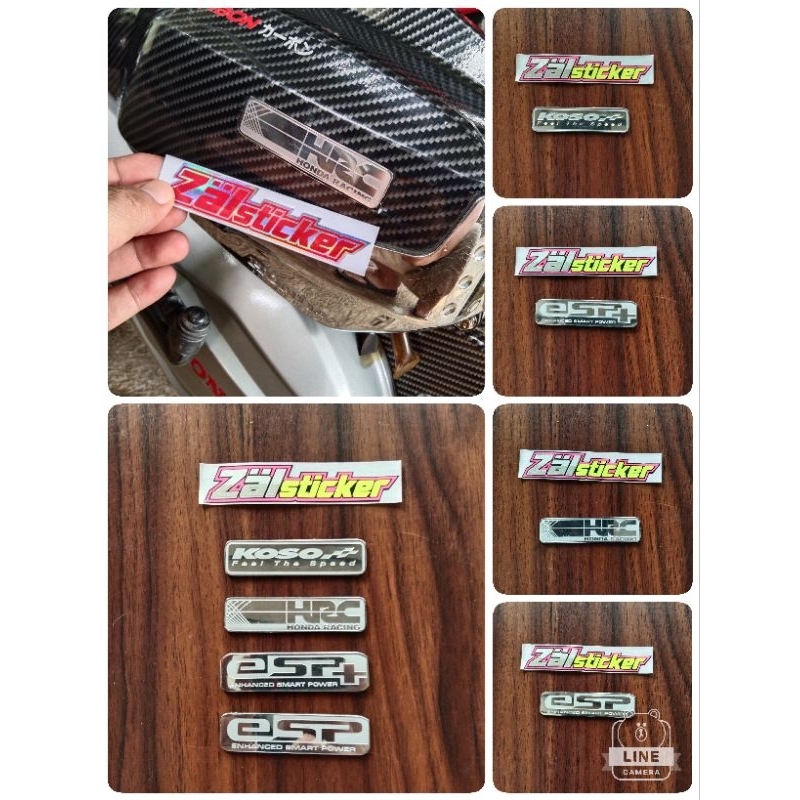 RBON カーボン
HRC
HONDA RACING
Zälsticker
ON
Zälsticker
KOSO
Feel The Speed
Zälsticker
eSP+
ENHANCED SMART POWER
Zälsticker
KOSO
Feel The Speed
HRC
HONDA RACING
eSP+
ENHANCED SMART POWER
eSP
ENHANCED SMART POWER
Zälsticker
HRC
HONDA RACING
Zälsticker
eSP
ENHANCED SMART POWER
LINE
CAMERA